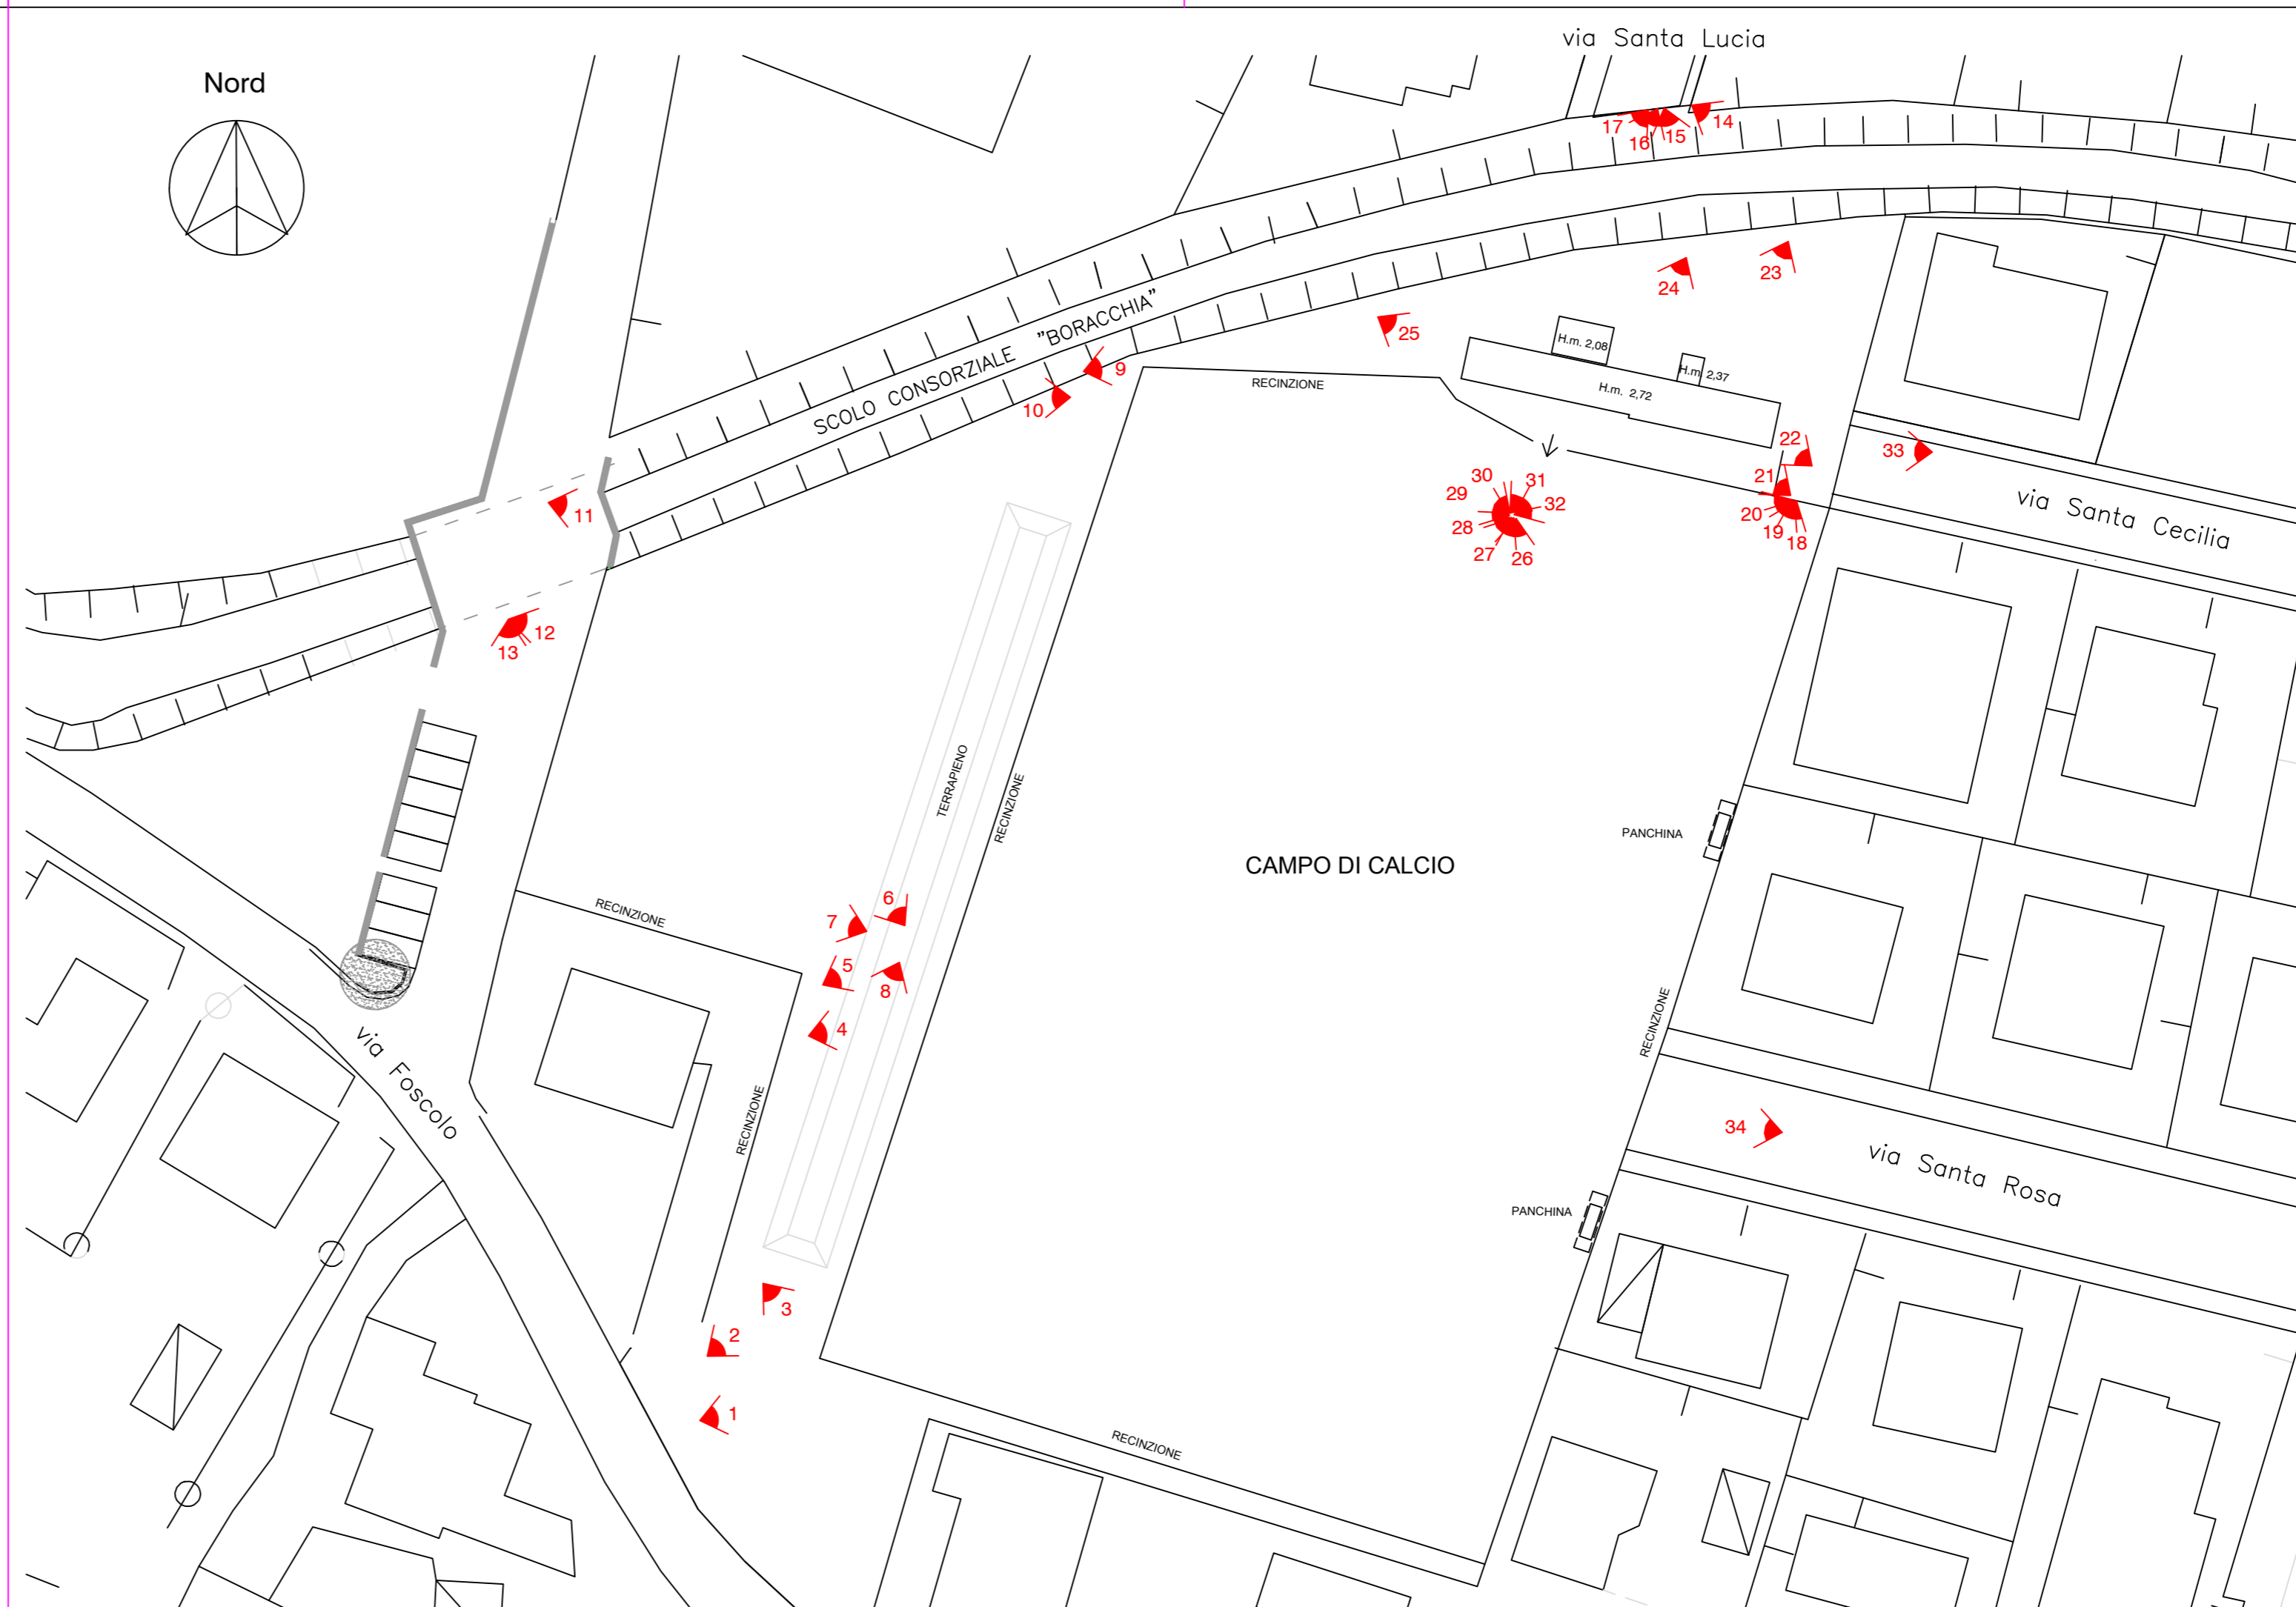 via Santa Lucia
Nord
17
16
15
14
23
24
25
H.m. 2,08
H.m. 2,37
H.m. 2,72
SCOLO CONSORZIALE "BORACCHIA"
9
10
RECINZIONE
22
21
20
19
18
33
via Santa Cecilia
30
31
29
32
28
27
26
11
12
13
TERRAPIENO
RECINZIONE
PANCHINA
CAMPO DI CALCIO
RECINZIONE
6
7
5
8
4
via Foscolo
RECINZIONE
RECINZIONE
34
via Santa Rosa
PANCHINA
3
2
1
RECINZIONE